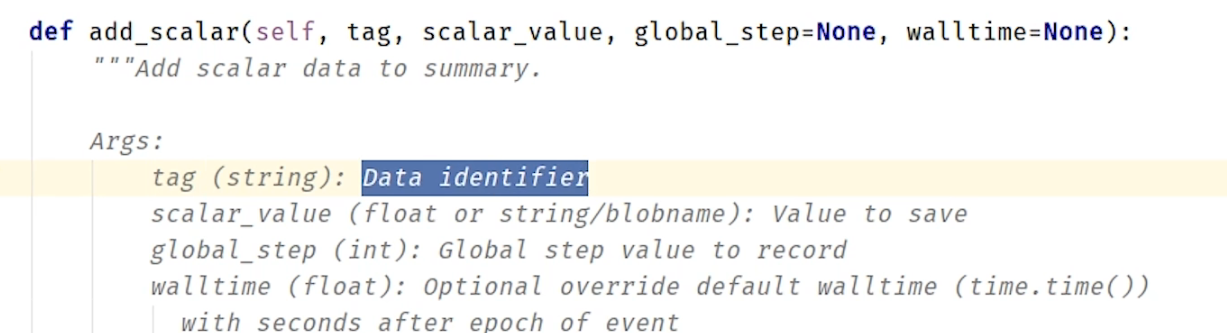 def add_scalar(self, tag, scalar_value, global_step=None, walltime=None):
"""Add scalar data to summary.
Args:
tag (string): Data identifier
scalar_value (float or string/blobname): Value to save
global_step (int): Global step value to record
walltime (float): Optional override default walltime (time.time())
with seconds after epoch of event